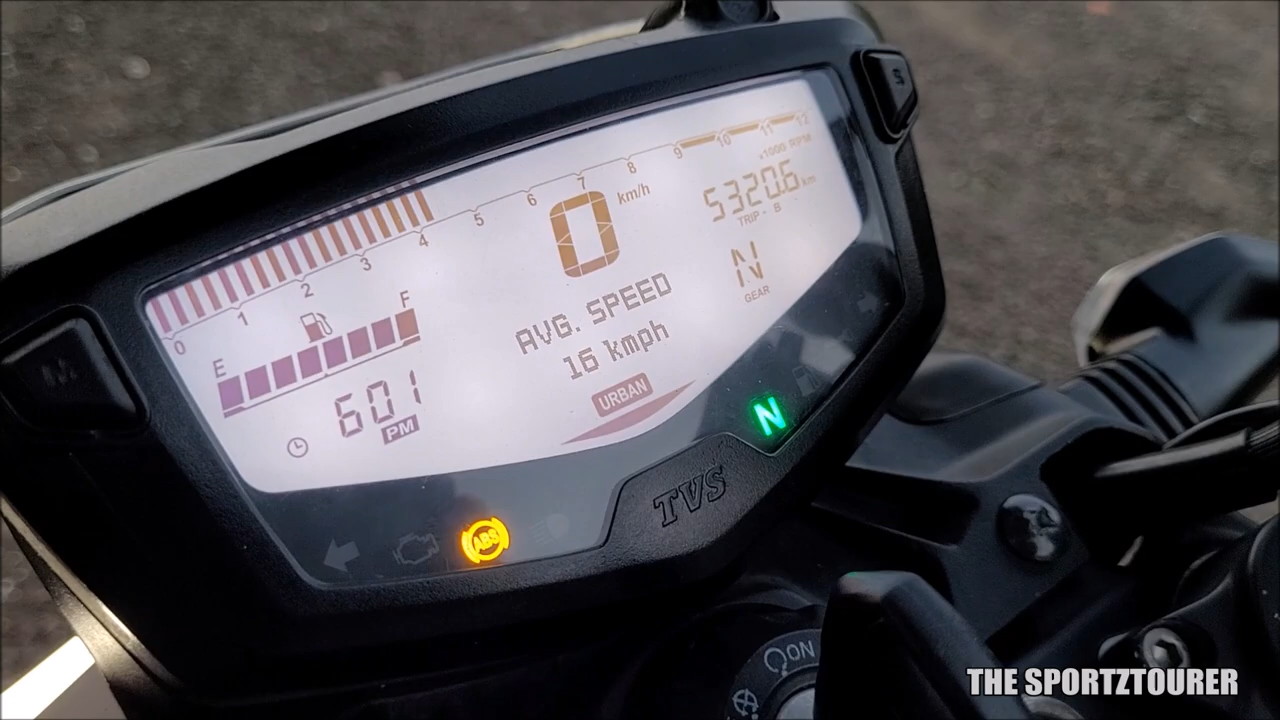 S
0 1 2 3 4 5 6 7 8 9 10 11 12
x1000 RPM
0 km/h
5320.6 km
TRIP - B
N
GEAR
E F
AVG. SPEED
16 kmph
601
PM
URBAN
N
ABS
TVS
M
ON
THE SPORTZTOURER